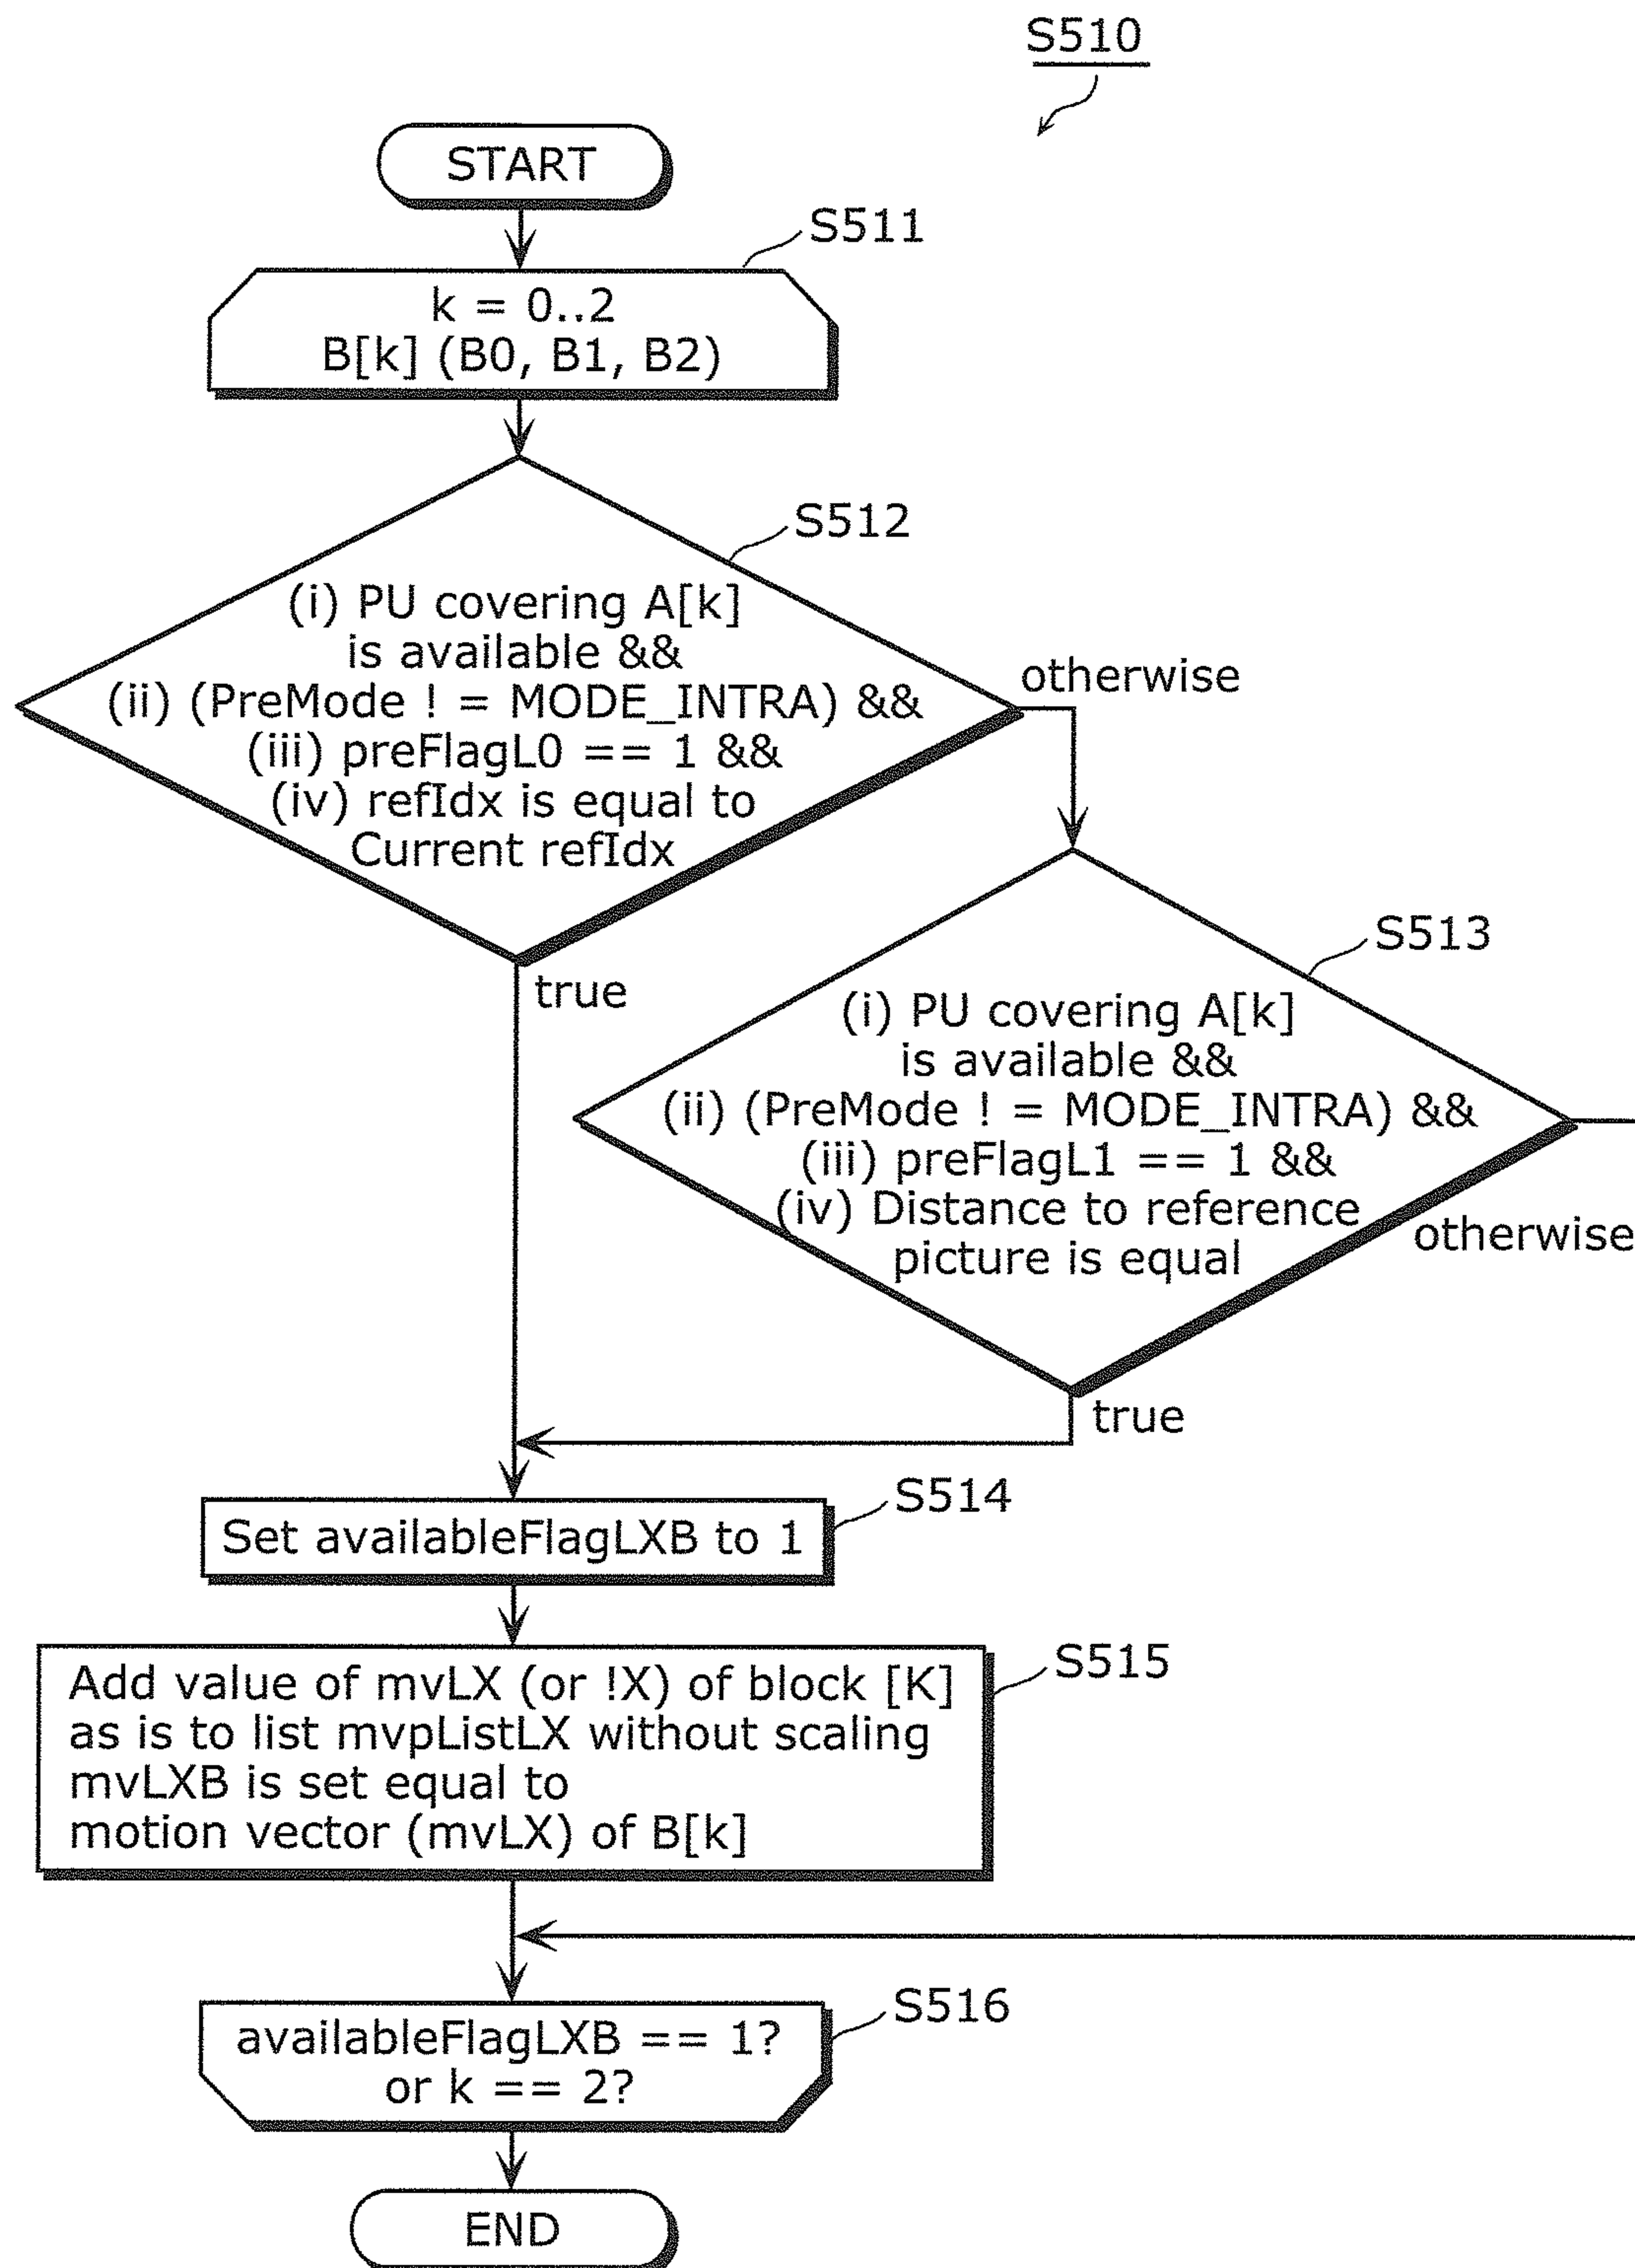 S510
START
S511
k = 0..2
B[k] (B0, B1, B2)
S512
(i) PU covering A[k]
is available &&
(ii) (PreMode ! = MODE_INTRA) &&
(iii) preFlagL0 == 1 &&
(iv) refIdx is equal to
Current refIdx
otherwise
true
S513
(i) PU covering A[k]
is available &&
(ii) (PreMode ! = MODE_INTRA) &&
(iii) preFlagL1 == 1 &&
(iv) Distance to reference
picture is equal
otherwise
true
S514
Set availableFlagLXB to 1
S515
Add value of mvLX (or !X) of block [K]
as is to list mvpListLX without scaling
mvLXB is set equal to
motion vector (mvLX) of B[k]
S516
availableFlagLXB == 1?
or k == 2?
END